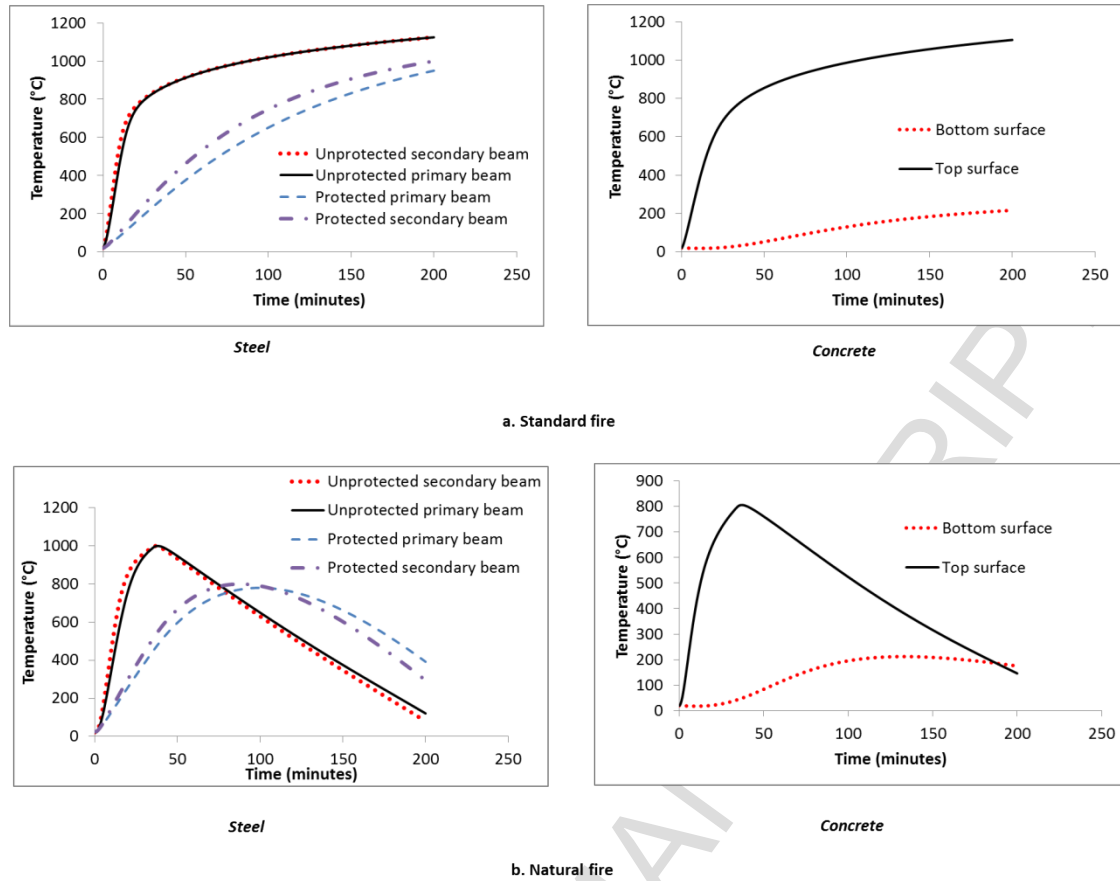 1200
1000
800
600
400
200
0
Temperature (°C)
Unprotected secondary beam
Unprotected primary beam
Protected primary beam
Protected secondary beam
0 50 100 150 200 250
Time (minutes)
Steel
1200
1000
800
600
400
200
0
Temperature (°C)
Bottom surface
Top surface
0 50 100 150 200 250
Time (minutes)
Concrete
a. Standard fire
Unprotected secondary beam
Unprotected primary beam
Protected primary beam
Protected secondary beam
1200
1000
800
600
400
200
0
Temperature (°C)
0 50 100 150 200 250
Time (minutes)
Steel
900
800
700
600
500
400
300
200
100
0
Temperature (°C)
Bottom surface
Top surface
0 50 100 150 200 250
Time (minutes)
Concrete
b. Natural fire